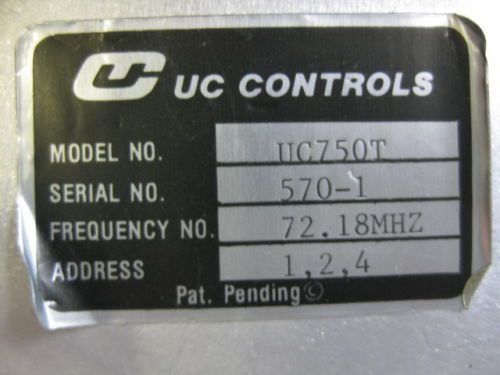 UC UC CONTROLS
MODEL NO. UC750T
SERIAL NO. 570-1
FREQUENCY NO. 72.18MHZ
ADDRESS 1,2,4
Pat. Pending ©